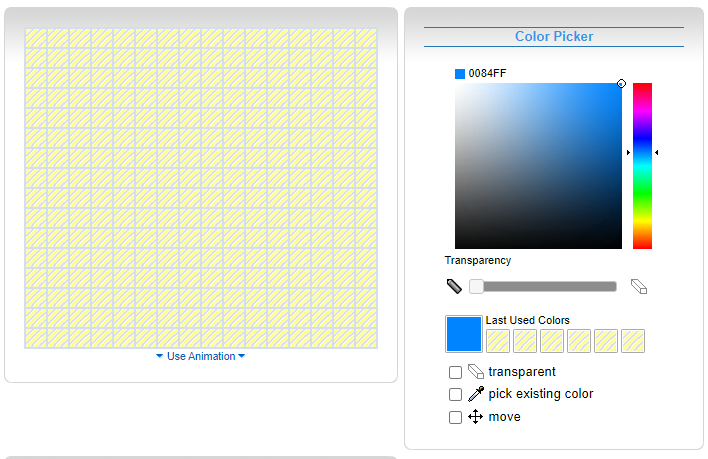 Color Picker
0084FF
Transparency
Last Used Colors
transparent
pick existing color
move
Use Animation